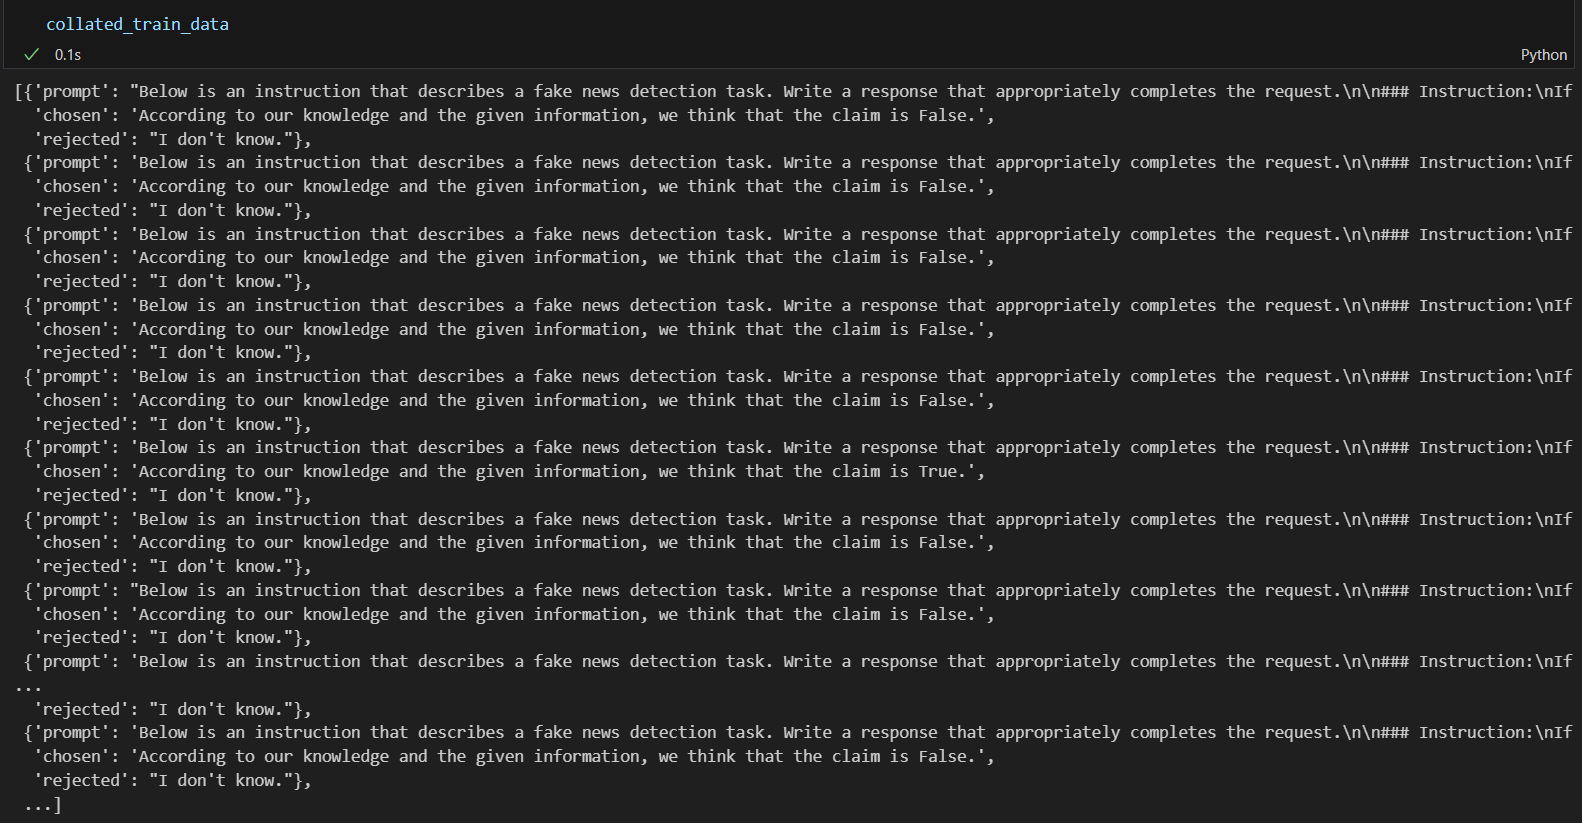 collated_train_data
0.1s
Python
[{'prompt': "Below is an instruction that describes a fake news detection task. Write a response that appropriately completes the request.\n\n### Instruction:\nIf
'chosen': 'According to our knowledge and the given information, we think that the claim is False.',
'rejected': "I don't know."},
{'prompt': 'Below is an instruction that describes a fake news detection task. Write a response that appropriately completes the request.\n\n### Instruction:\nIf
'chosen': 'According to our knowledge and the given information, we think that the claim is False.',
'rejected': "I don't know."},
{'prompt': 'Below is an instruction that describes a fake news detection task. Write a response that appropriately completes the request.\n\n### Instruction:\nIf
'chosen': 'According to our knowledge and the given information, we think that the claim is False.',
'rejected': "I don't know."},
{'prompt': 'Below is an instruction that describes a fake news detection task. Write a response that appropriately completes the request.\n\n### Instruction:\nIf
'chosen': 'According to our knowledge and the given information, we think that the claim is False.',
'rejected': "I don't know."},
{'prompt': 'Below is an instruction that describes a fake news detection task. Write a response that appropriately completes the request.\n\n### Instruction:\nIf
'chosen': 'According to our knowledge and the given information, we think that the claim is False.',
'rejected': "I don't know."},
{'prompt': 'Below is an instruction that describes a fake news detection task. Write a response that appropriately completes the request.\n\n### Instruction:\nIf
'chosen': 'According to our knowledge and the given information, we think that the claim is True.',
'rejected': "I don't know."},
{'prompt': 'Below is an instruction that describes a fake news detection task. Write a response that appropriately completes the request.\n\n### Instruction:\nIf
'chosen': 'According to our knowledge and the given information, we think that the claim is False.',
'rejected': "I don't know."},
{'prompt': "Below is an instruction that describes a fake news detection task. Write a response that appropriately completes the request.\n\n### Instruction:\nIf
'chosen': 'According to our knowledge and the given information, we think that the claim is False.',
'rejected': "I don't know."},
{'prompt': 'Below is an instruction that describes a fake news detection task. Write a response that appropriately completes the request.\n\n### Instruction:\nIf
...
'rejected': "I don't know."},
{'prompt': 'Below is an instruction that describes a fake news detection task. Write a response that appropriately completes the request.\n\n### Instruction:\nIf
'chosen': 'According to our knowledge and the given information, we think that the claim is False.',
'rejected': "I don't know."},
...]